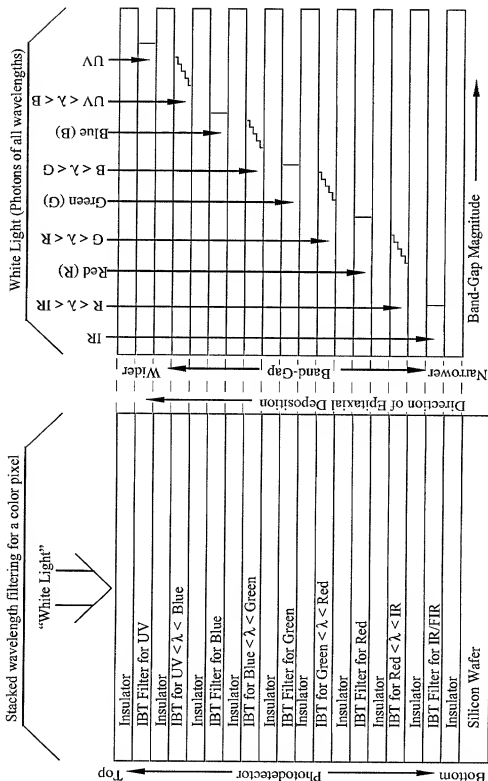 Stacked wavelength filtering for a color pixel
"White Light"
Top
Photodetector
Bottom
Insulator
IBT Filter for UV
Insulator
IBT for UV < λ < Blue
Insulator
IBT Filter for Blue
Insulator
IBT for Blue < λ < Green
Insulator
IBT Filter for Green
Insulator
IBT for Green < λ < Red
Insulator
IBT Filter for Red
Insulator
IBT for Red < λ < IR
Insulator
IBT Filter for IR/FIR
Insulator
Silicon Wafer
Direction of Epitaxial Deposition
White Light (Photons of all wavelengths)
IR
R < λ < IR
Red (R)
G < λ < R
Green (G)
B < λ < G
Blue (B)
UV < λ < B
UV
Wider
Band-Gap
Narrower
Band-Gap Magnitude